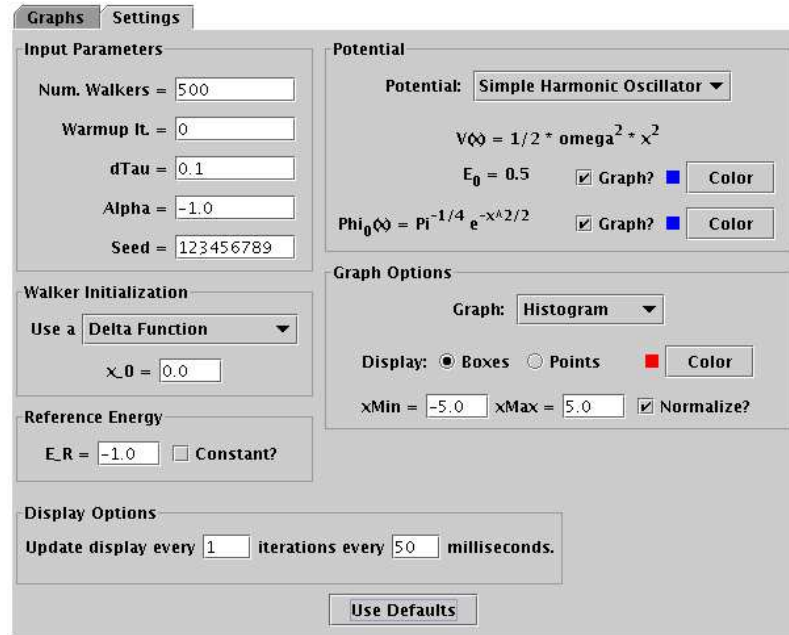 Graphs Settings
Input Parameters
Num. Walkers = 500
Warmup It. = 0
dTau = 0.1
Alpha = -1.0
Seed = 123456789
Walker Initialization
Use a Delta Function
x_0 = 0.0
Reference Energy
E_R = -1.0 Constant?
Potential
Potential: Simple Harmonic Oscillator
V(x) = 1/2 * omega^2 * x^2
E_0 = 0.5 Graph? Color
Phi_0(x) = Pi^-1/4 e^-x^2/2 Graph? Color
Graph Options
Graph: Histogram
Display: Boxes Points Color
xMin = -5.0 xMax = 5.0 Normalize?
Display Options
Update display every 1 iterations every 50 milliseconds.
Use Defaults